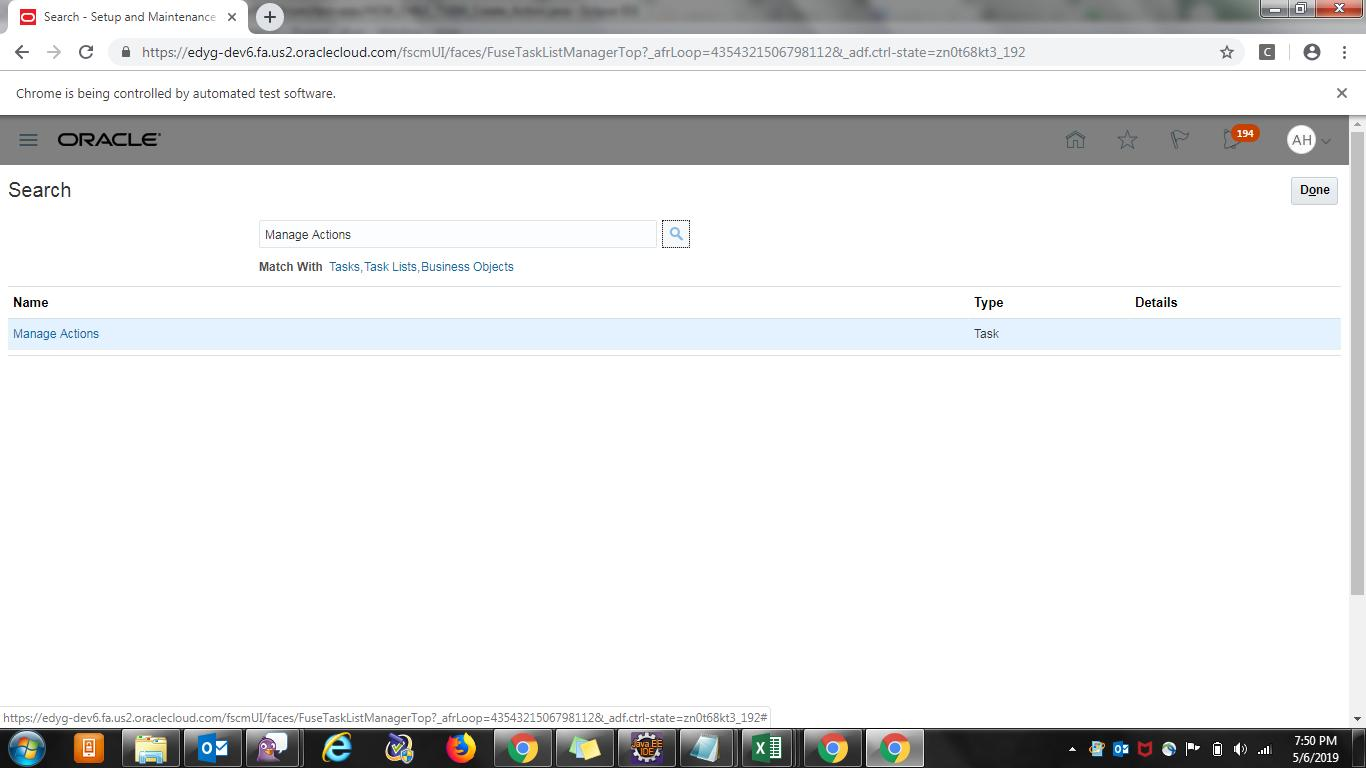 Search - Setup and Maintenance
https://edyg-dev6.fa.us2.oraclecloud.com/fscmUI/faces/FuseTaskListManagerTop?_afrLoop=4354321506798112&_adf.ctrl-state=zn0t68kt3_192
C
Chrome is being controlled by automated test software.
ORACLE
194
AH
Search
Done
Manage Actions
Match With Tasks, Task Lists, Business Objects
Name Type Details
Manage Actions Task
https://edyg-dev6.fa.us2.oraclecloud.com/fscmUI/faces/FuseTaskListManagerTop?_afrLoop=4354321506798112&_adf.ctrl-state=zn0t68kt3_192#
Java EE
IDE
7:50 PM
5/6/2019